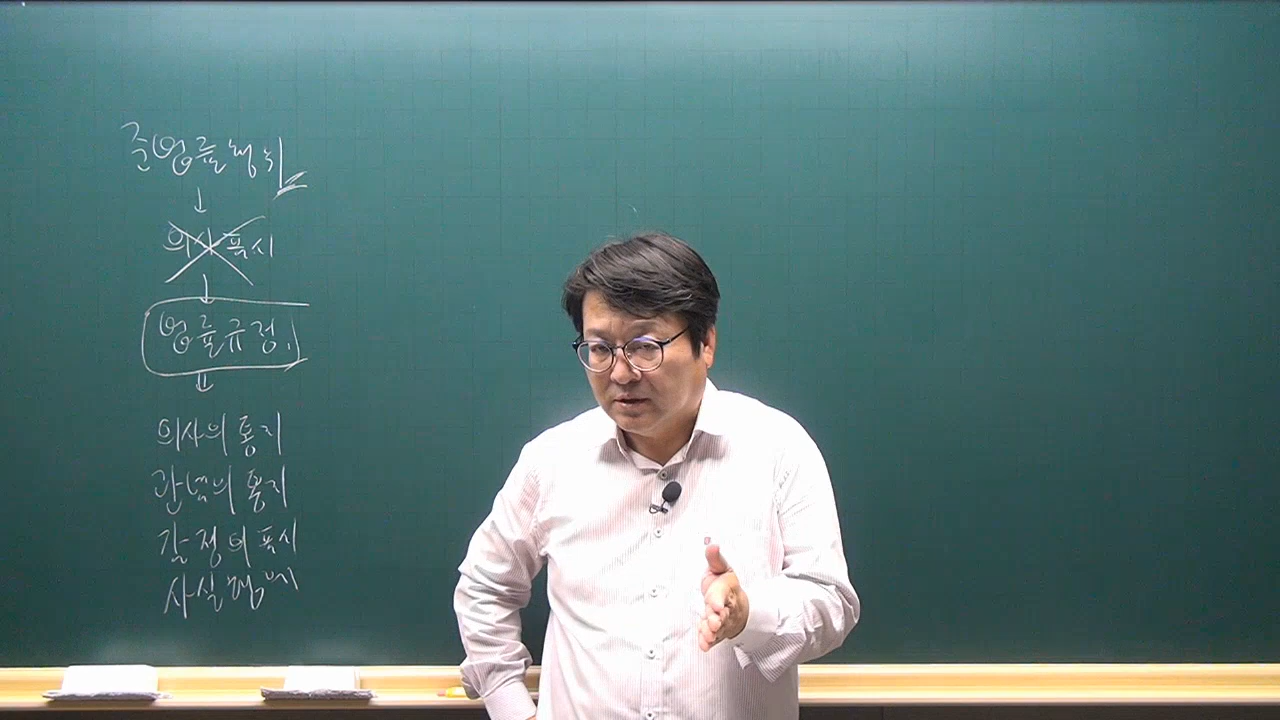 준법률행위
의사표시
법률규정
의사의 통지
관념의 통지
감정의 표시
사실행위